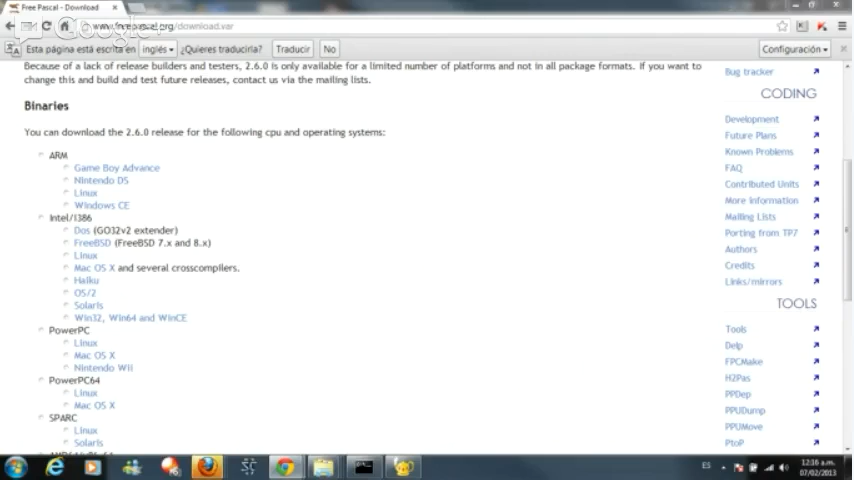 Free Pascal - Download
www.freepascal.org/download.var
Google+
Esta página está escrita en inglés ¿Quieres traducirla? Traducir No Configuración
Because of a lack of release builders and testers, 2.6.0 is only available for a limited number of platforms and not in all package formats. If you want to
change this and build and test future releases, contact us via the mailing lists.
Binaries
You can download the 2.6.0 release for the following cpu and operating systems:
ARM
Game Boy Advance
Nintendo DS
Linux
Windows CE
Intel/i386
Dos (GO32v2 extender)
FreeBSD (FreeBSD 7.x and 8.x)
Linux
Mac OS X and several crosscompilers.
Haiku
OS/2
Solaris
Win32, Win64 and WinCE
PowerPC
Linux
Mac OS X
Nintendo Wii
PowerPC64
Linux
Mac OS X
SPARC
Linux
Solaris
Bug tracker
CODING
Development
Future Plans
Known Problems
FAQ
Contributed Units
More information
Mailing Lists
Porting from TP7
Authors
Credits
Links/mirrors
TOOLS
Tools
Delp
FPCMake
H2Pas
PPDep
PPUDump
PPUMove
PtoP
ES
12:16 a.m.
07/02/2013